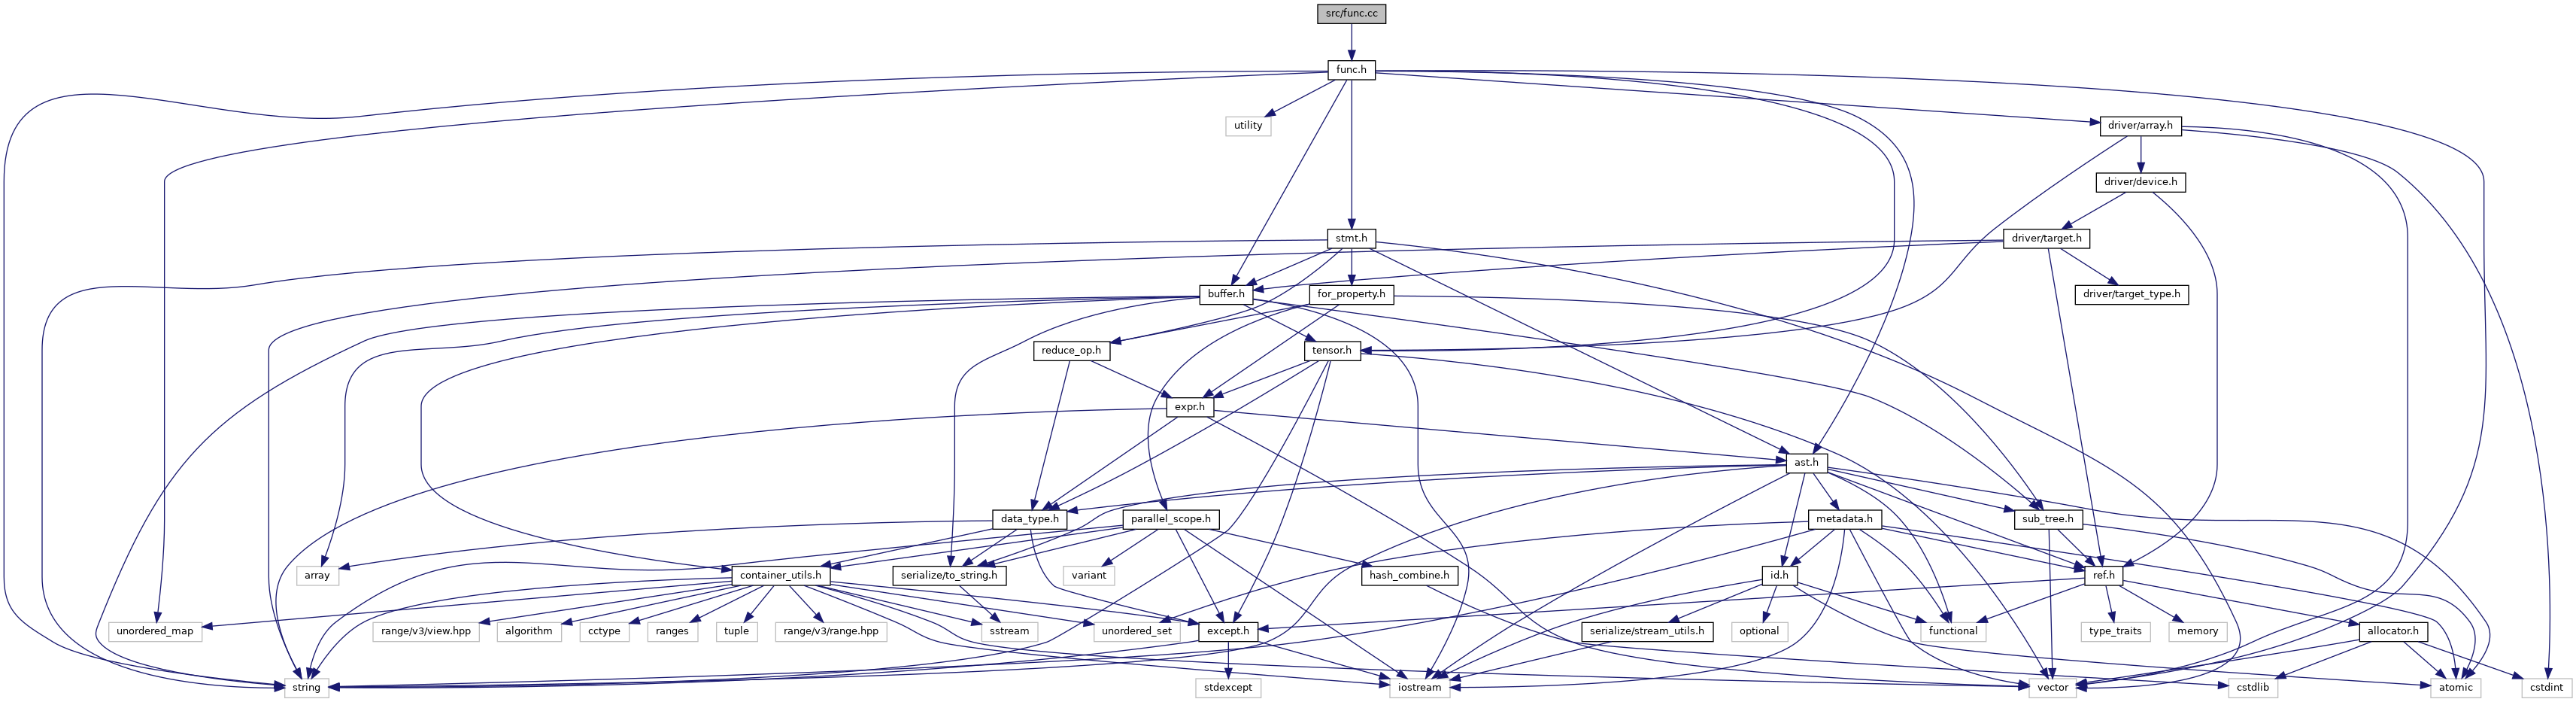 src/func.cc
func.h
utility
driver/array.h
driver/device.h
stmt.h
driver/target.h
buffer.h
for_property.h
driver/target_type.h
reduce_op.h
tensor.h
expr.h
ast.h
data_type.h
parallel_scope.h
metadata.h
sub_tree.h
array
container_utils.h
serialize/to_string.h
variant
hash_combine.h
id.h
ref.h
unordered_map
range/v3/view.hpp
algorithm
cctype
ranges
tuple
range/v3/range.hpp
sstream
unordered_set
except.h
serialize/stream_utils.h
optional
functional
type_traits
memory
allocator.h
string
stdexcept
iostream
vector
cstdlib
atomic
cstdint